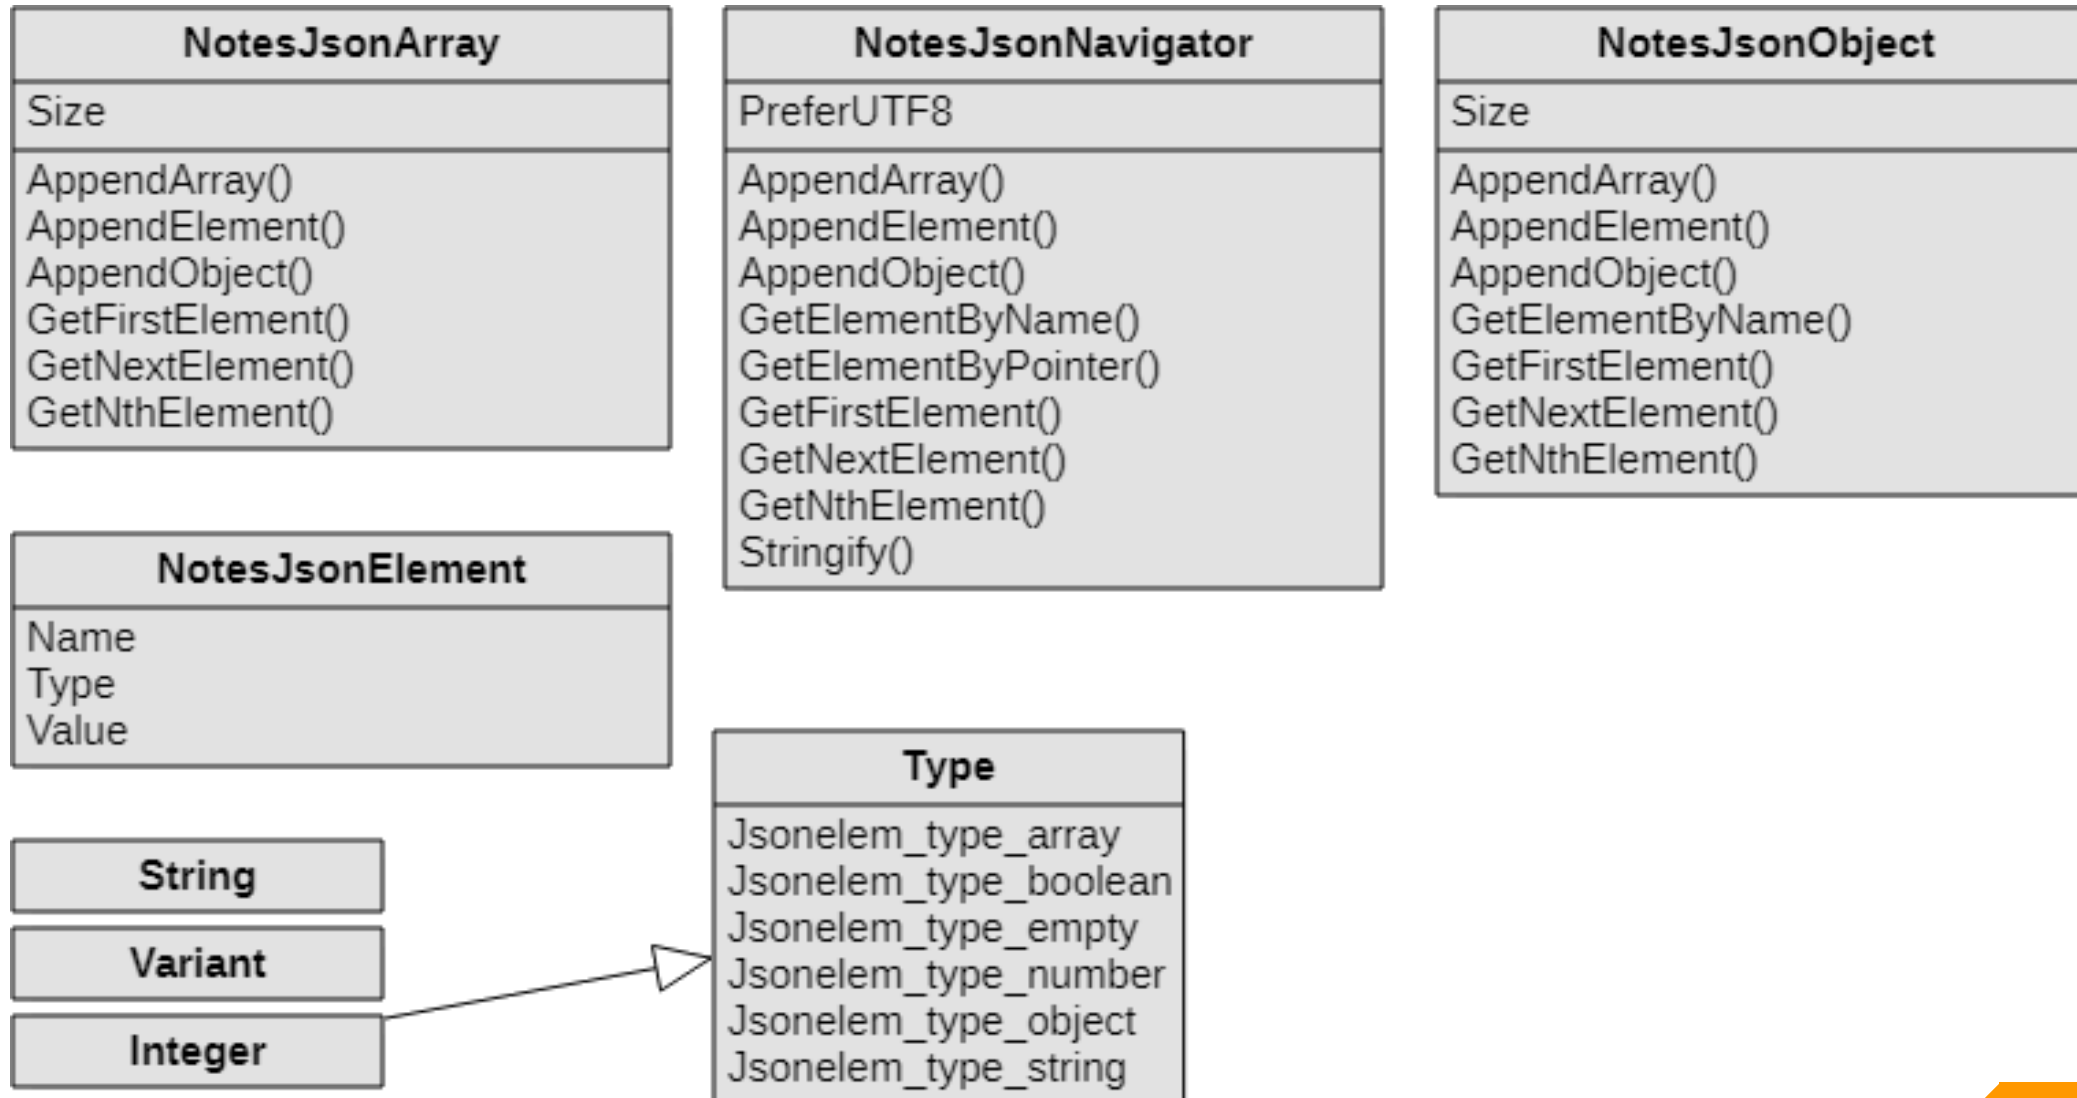 NotesJsonArray
Size
AppendArray()
AppendElement()
AppendObject()
GetFirstElement()
GetNextElement()
GetNthElement()
NotesJsonNavigator
PreferUTF8
AppendArray()
AppendElement()
AppendObject()
GetElementByName()
GetElementByPointer()
GetFirstElement()
GetNextElement()
GetNthElement()
Stringify()
NotesJsonObject
Size
AppendArray()
AppendElement()
AppendObject()
GetElementByName()
GetFirstElement()
GetNextElement()
GetNthElement()
NotesJsonElement
Name
Type
Value
String
Variant
Integer
Type
Jsonelem_type_array
Jsonelem_type_boolean
Jsonelem_type_empty
Jsonelem_type_number
Jsonelem_type_object
Jsonelem_type_string